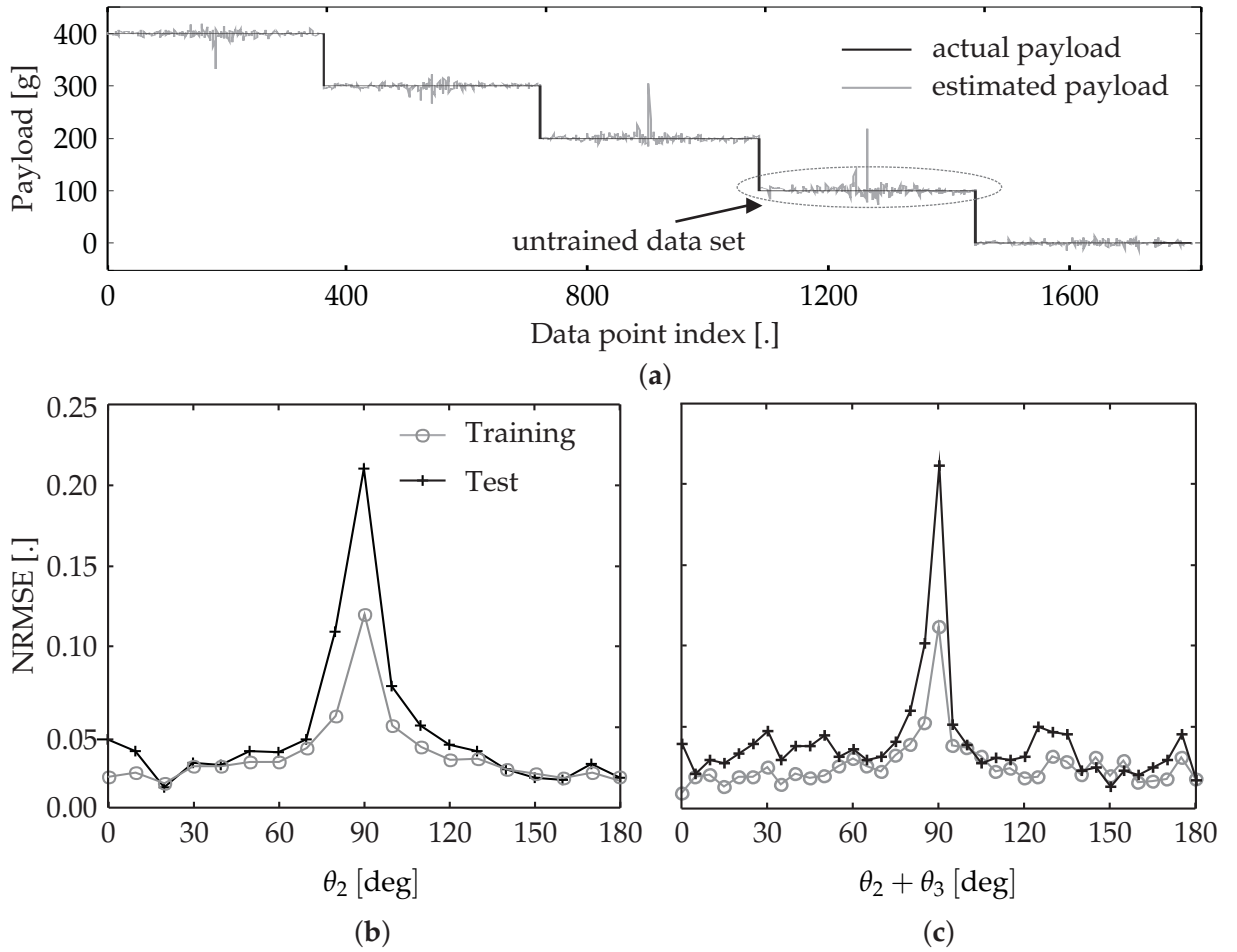 400
300
200
100
0
Payload [g]
actual payload
estimated payload
untrained data set
0 400 800 1200 1600
Data point index [.]
(a)
0.25
0.20
0.15
0.10
0.05
0.00
NRMSE [.]
Training
Test
0 30 60 90 120 150 180
θ2 [deg]
(b)
0 30 60 90 120 150 180
θ2 + θ3 [deg]
(c)